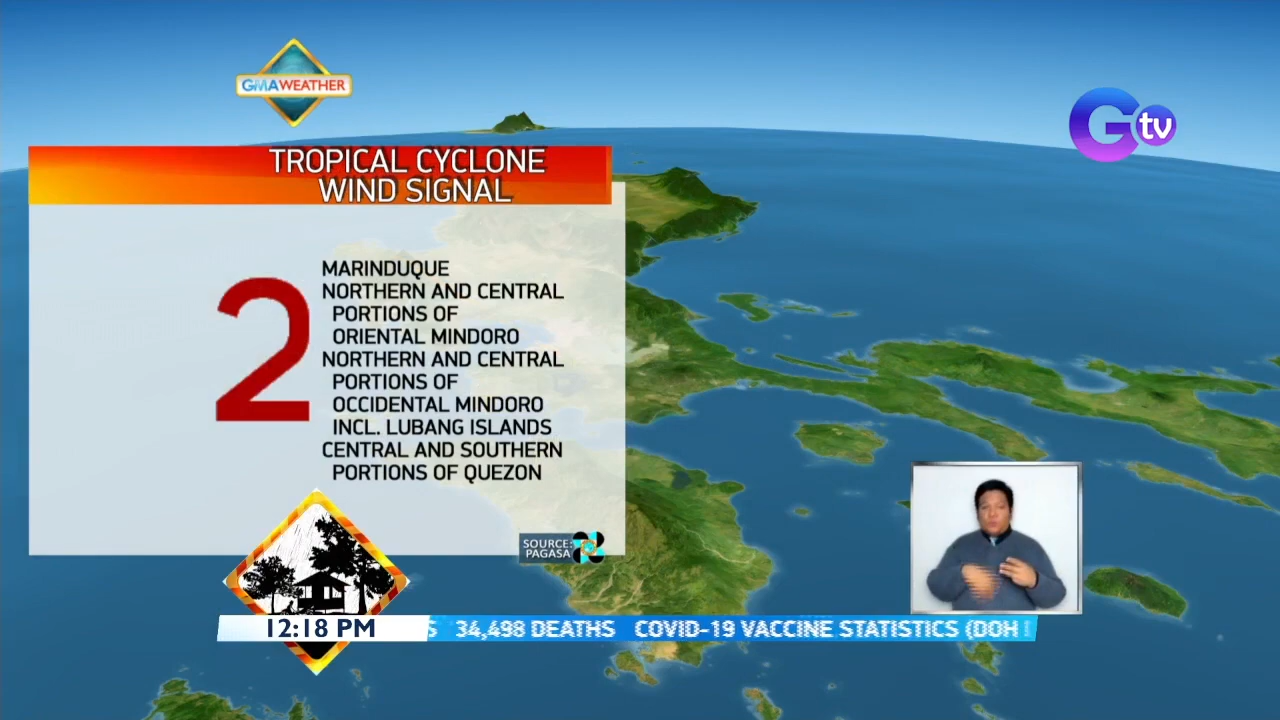 GMAWEATHER
Gtv
TROPICAL CYCLONE
WIND SIGNAL
2
MARINDUQUE
NORTHERN AND CENTRAL
PORTIONS OF
ORIENTAL MINDORO
NORTHERN AND CENTRAL
PORTIONS OF
OCCIDENTAL MINDORO
INCL. LUBANG ISLANDS
CENTRAL AND SOUTHERN
PORTIONS OF QUEZON
SOURCE:
PAGASA
12:18 PM
34,498 DEATHS COVID-19 VACCINE STATISTICS (DOH